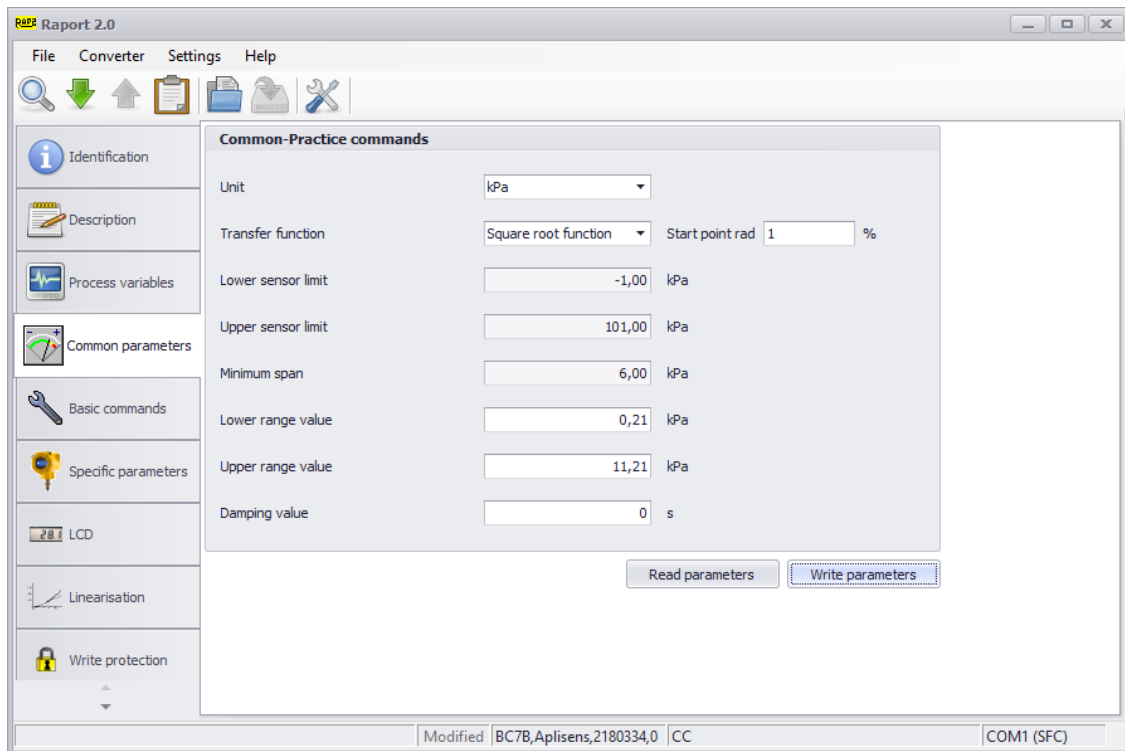 RAP2 Raport 2.0
File Converter Settings Help
Identification
Description
Process variables
Common parameters
Basic commands
Specific parameters
28.1 LCD
Linearisation
Write protection
Common-Practice commands
Unit kPa
Transfer function Square root function Start point rad 1 %
Lower sensor limit -1,00 kPa
Upper sensor limit 101,00 kPa
Minimum span 6,00 kPa
Lower range value 0,21 kPa
Upper range value 11,21 kPa
Damping value 0 s
Read parameters Write parameters
Modified BC7B,Aplisens,2180334,0 CC COM1 (SFC)